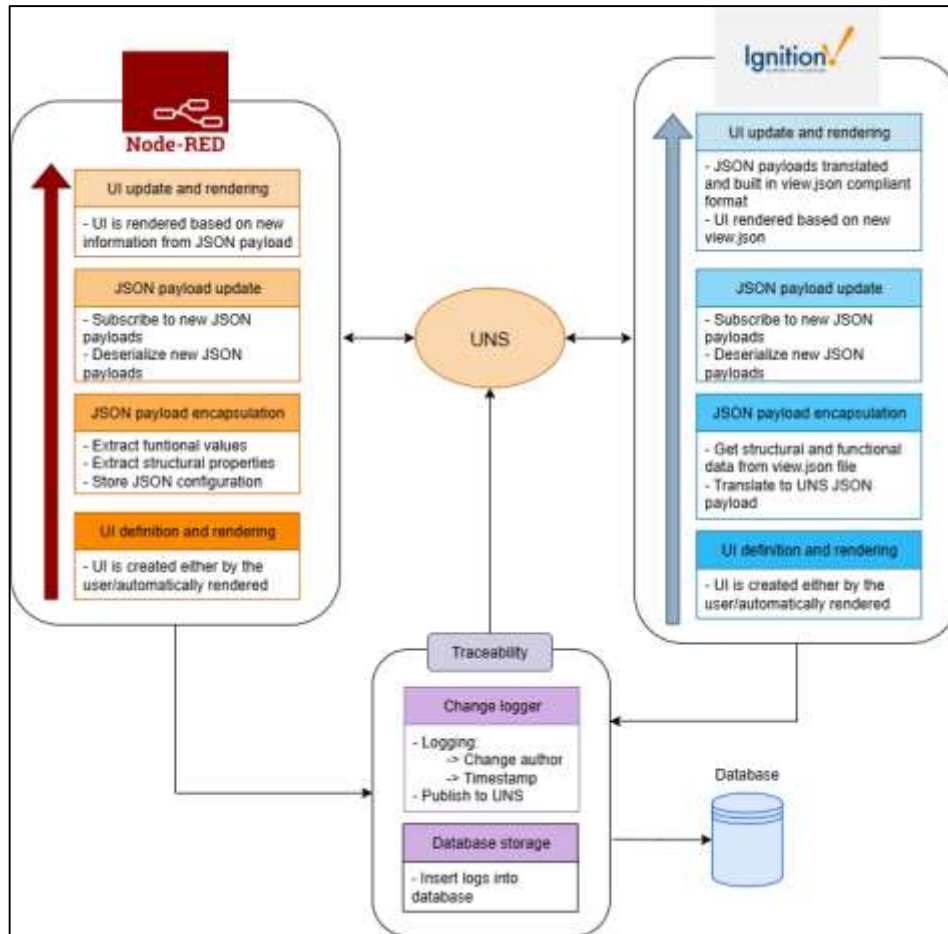 Node-RED
UI update and rendering
- UI is rendered based on new
information from JSON payload
JSON payload update
- Subscribe to new JSON
payloads
- Deserialize new JSON
payloads
JSON payload encapsulation
- Extract funtional values
- Extract structural properties
- Store JSON configuration
UI definition and rendering
- UI is created either by the
user/automatically rendered
UNS
Ignition
UI update and rendering
- JSON payloads translated
and built in view.json compliant
format
- UI rendered based on new
view.json
JSON payload update
- Subscribe to new JSON
payloads
- Deserialize new JSON
payloads
JSON payload encapsulation
- Get structural and functional
data from view.json file
- Translate to UNS JSON
payload
UI definition and rendering
- UI is created either by the
user/automatically rendered
Traceability
Change logger
- Logging:
-> Change author
-> Timestamp
- Publish to UNS
Database storage
- Insert logs into
database
Database